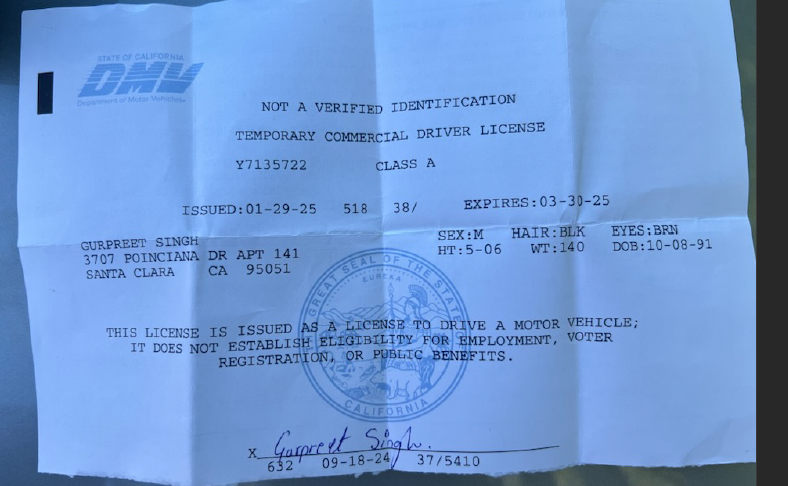 STATE OF CALIFORNIA
DMV
Department of Motor Vehicles
NOT A VERIFIED IDENTIFICATION
TEMPORARY COMMERCIAL DRIVER LICENSE
Y7135722 CLASS A
ISSUED:01-29-25 518 38/ EXPIRES:03-30-25
GURPREET SINGH SEX:M HAIR:BLK EYES:BRN
3707 POINCIANA DR APT 141 HT:5-06 WT:140 DOB:10-08-91
SANTA CLARA CA 95051
GREAT SEAL OF THE STATE
EUREKA
THIS LICENSE IS ISSUED AS A LICENSE TO DRIVE A MOTOR VEHICLE;
IT DOES NOT ESTABLISH ELIGIBILITY FOR EMPLOYMENT, VOTER
REGISTRATION, OR PUBLIC BENEFITS.
CALIFORNIA
X Gurpreet Singh.
632 09-18-24 37/5410